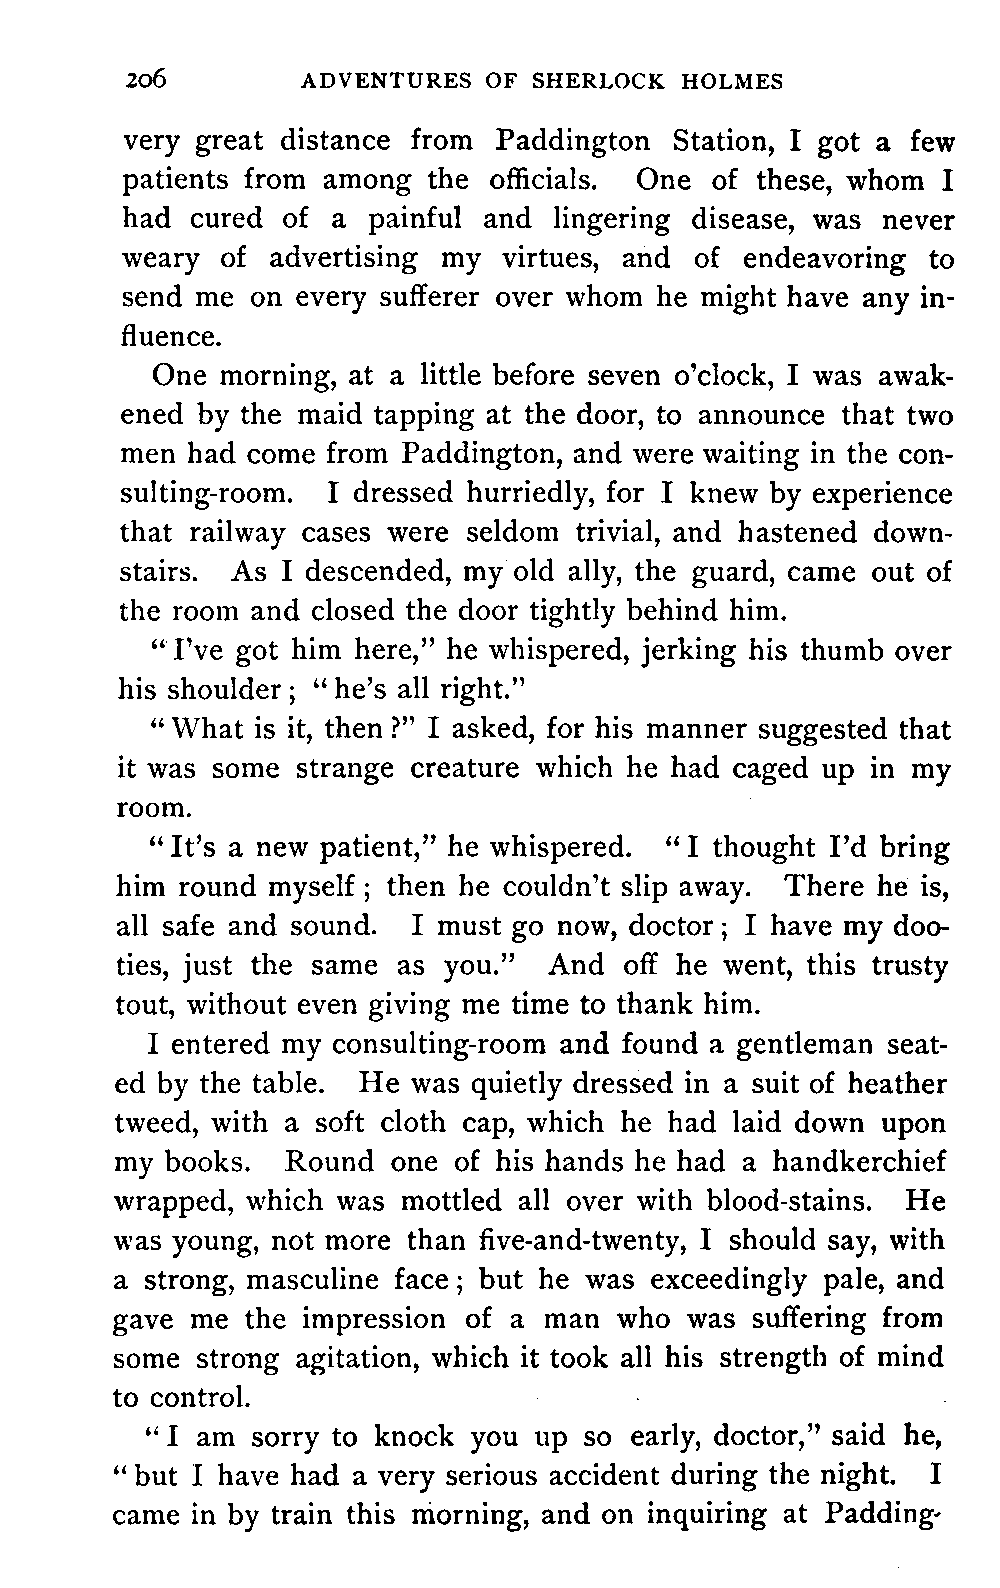 206 ADVENTURES OF SHERLOCK HOLMES
very great distance from Paddington Station, I got a few
patients from among the officials. One of these, whom I
had cured of a painful and lingering disease, was never
weary of advertising my virtues, and of endeavoring to
send me on every sufferer over whom he might have any in-
fluence.
One morning, at a little before seven o'clock, I was awak-
ened by the maid tapping at the door, to announce that two
men had come from Paddington, and were waiting in the con-
sulting-room. I dressed hurriedly, for I knew by experience
that railway cases were seldom trivial, and hastened down-
stairs. As I descended, my old ally, the guard, came out of
the room and closed the door tightly behind him.
“I've got him here,” he whispered, jerking his thumb over
his shoulder; “he's all right.”
“What is it, then?” I asked, for his manner suggested that
it was some strange creature which he had caged up in my
room.
“It's a new patient,” he whispered. “I thought I'd bring
him round myself; then he couldn't slip away. There he is,
all safe and sound. I must go now, doctor; I have my doo-
ties, just the same as you.” And off he went, this trusty
tout, without even giving me time to thank him.
I entered my consulting-room and found a gentleman seat-
ed by the table. He was quietly dressed in a suit of heather
tweed, with a soft cloth cap, which he had laid down upon
my books. Round one of his hands he had a handkerchief
wrapped, which was mottled all over with blood-stains. He
was young, not more than five-and-twenty, I should say, with
a strong, masculine face; but he was exceedingly pale, and
gave me the impression of a man who was suffering from
some strong agitation, which it took all his strength of mind
to control.
“I am sorry to knock you up so early, doctor,” said he,
“but I have had a very serious accident during the night. I
came in by train this morning, and on inquiring at Padding-